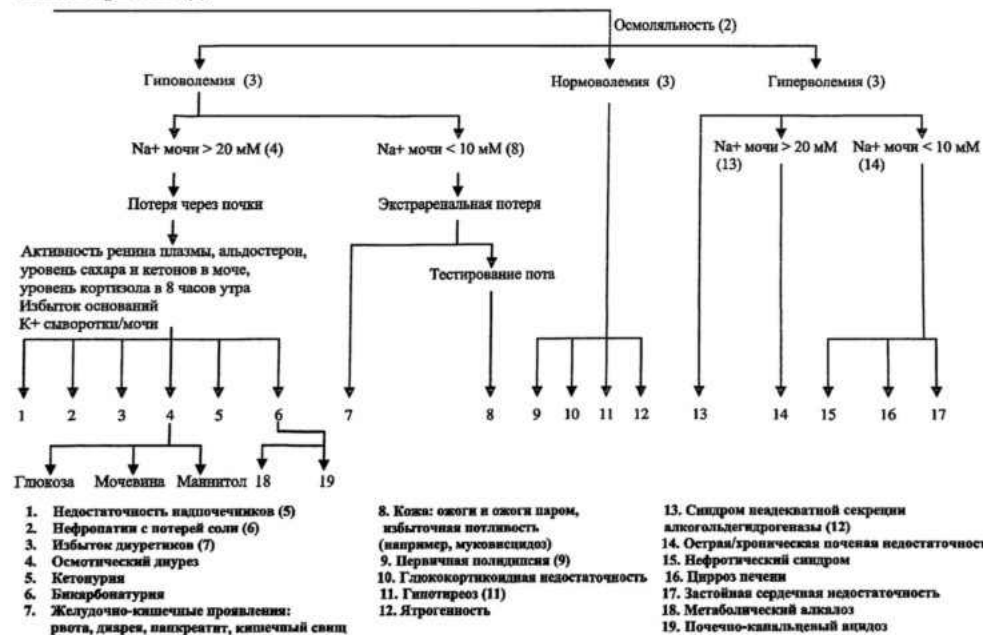 Осмоляльность (2)
Гиповолемия (3)
Нормоволемия (3)
Гиперволемия (3)
Na+ мочи > 20 мМ (4)
Na+ мочи < 10 мМ (8)
Na+ мочи > 20 мМ
(13)
Na+ мочи < 10 мМ
(14)
Потеря через почки
Экстраренальная потеря
Активность ренина плазмы, альдостерон,
уровень сахара и кетонов в моче,
уровень кортизола в 8 часов утра
Избыток оснований
К+ сыворотки/мочи
Тестирование пота
1 2 3 4 5 6 7 8 9 10 11 12 13 14 15 16 17
Глюкоза Мочевина Маннитол 18 19
1. Недостаточность надпочечников (5)
2. Нефропатии с потерей соли (6)
3. Избыток диуретиков (7)
4. Осмотический диурез
5. Кетонурия
6. Бикарбонатурия
7. Желудочно-кишечные проявления:
рвота, диарея, панкреатит, кишечный свищ
8. Кожа: ожоги и ожоги паром,
избыточная потливость
(например, муковисцидоз)
9. Первичная полидипсия (9)
10. Глюкокортикоидная недостаточность
11. Гипотиреоз (11)
12. Ятрогенность
13. Синдром неадекватной секреции
алкогольдегидрогеназы (12)
14. Острая/хроническая почечная недостаточност
15. Нефротический синдром
16. Цирроз печени
17. Застойная сердечная недостаточность
18. Метаболический алкалоз
19. Почечно-канальцевый ацидоз